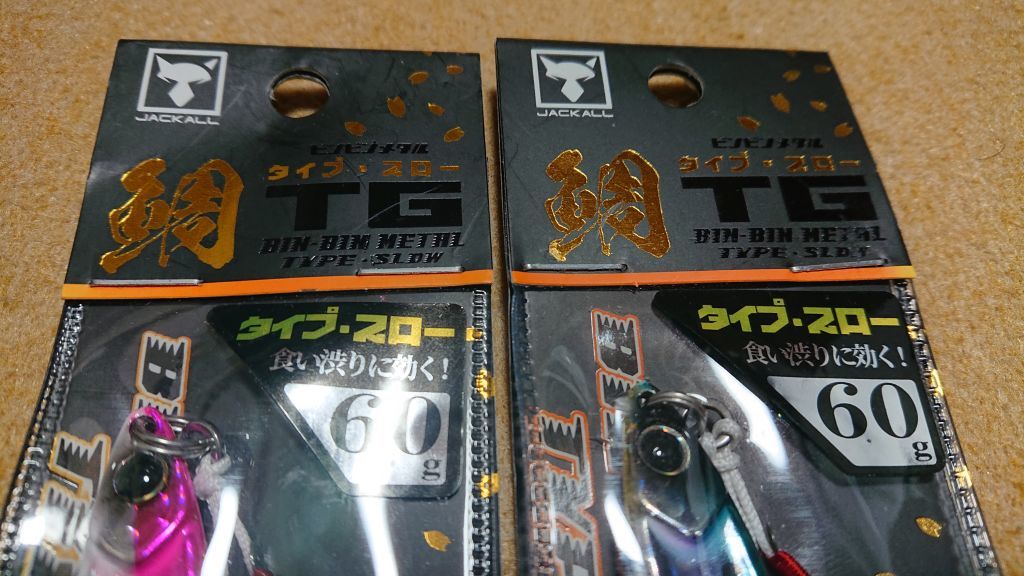 JACKALL
ビンビンメタル
タイプ・スロー
鯛
TG
BIN-BIN METAL
TYPE・SLOW
タイプ・スロー
食い渋りに効く!
60g
JACKALL
ビンビンメタル
タイプ・スロー
鯛
TG
BIN-BIN METAL
TYPE・SLOW
タイプ・スロー
食い渋りに効く!
60g